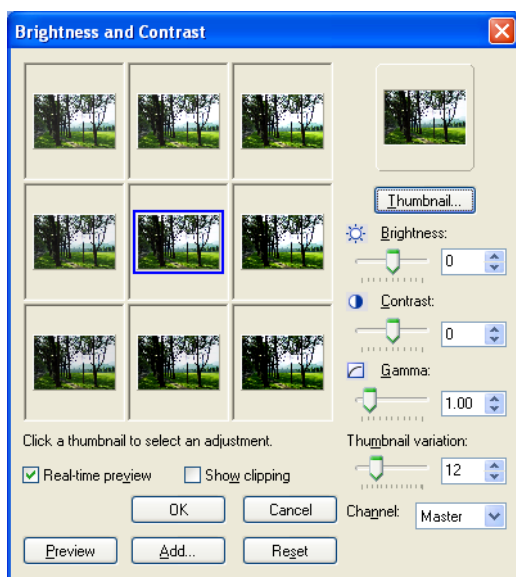 Brightness and Contrast
Thumbnail...
Brightness:
0
Contrast:
0
Gamma:
1.00
Click a thumbnail to select an adjustment.
Thumbnail variation:
12
Real-time preview
Show clipping
OK
Cancel
Channel:
Master
Preview
Add...
Reset